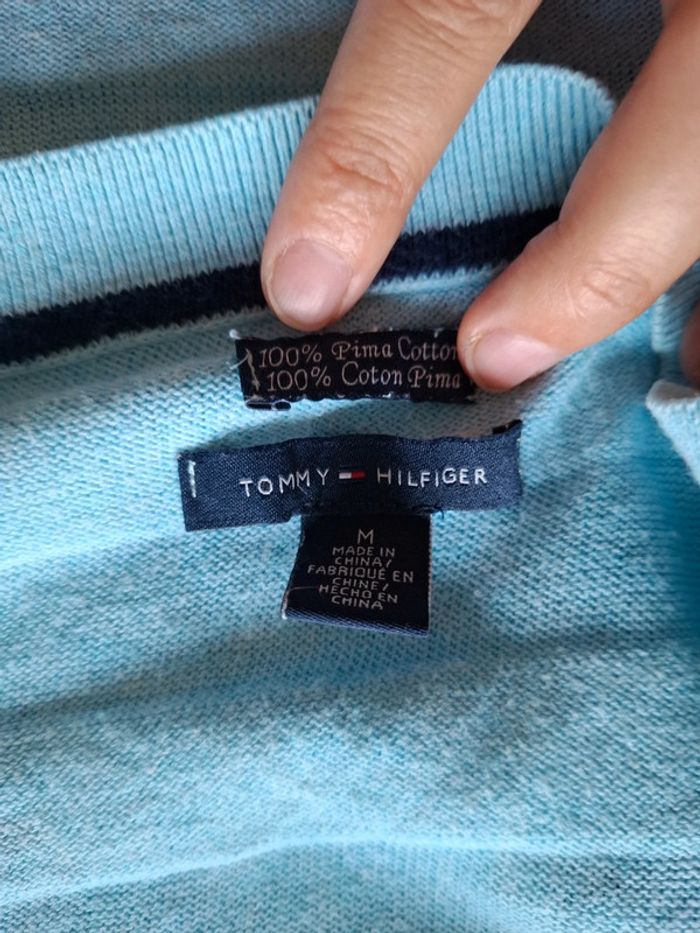 100% Pima Cotton
100% Coton Pima
TOMMY HILFIGER
M
MADE IN
CHINA/
FABRIQUÉ EN
CHINE/
HECHO EN
CHINA